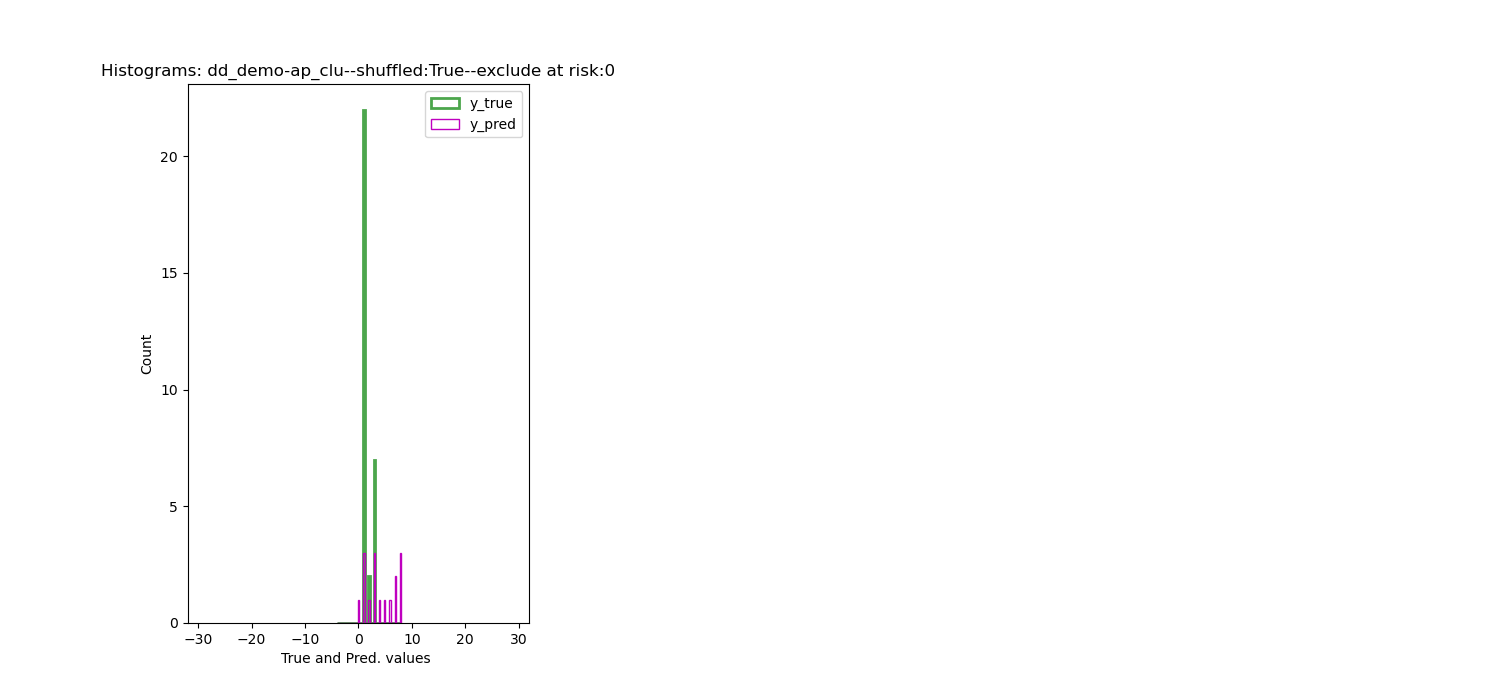 Histograms: dd_demo-ap_clu--shuffled:True--exclude at risk:0
y_true
y_pred
20
15
10
5
0
Count
−30 −20 −10 0 10 20 30
True and Pred. values